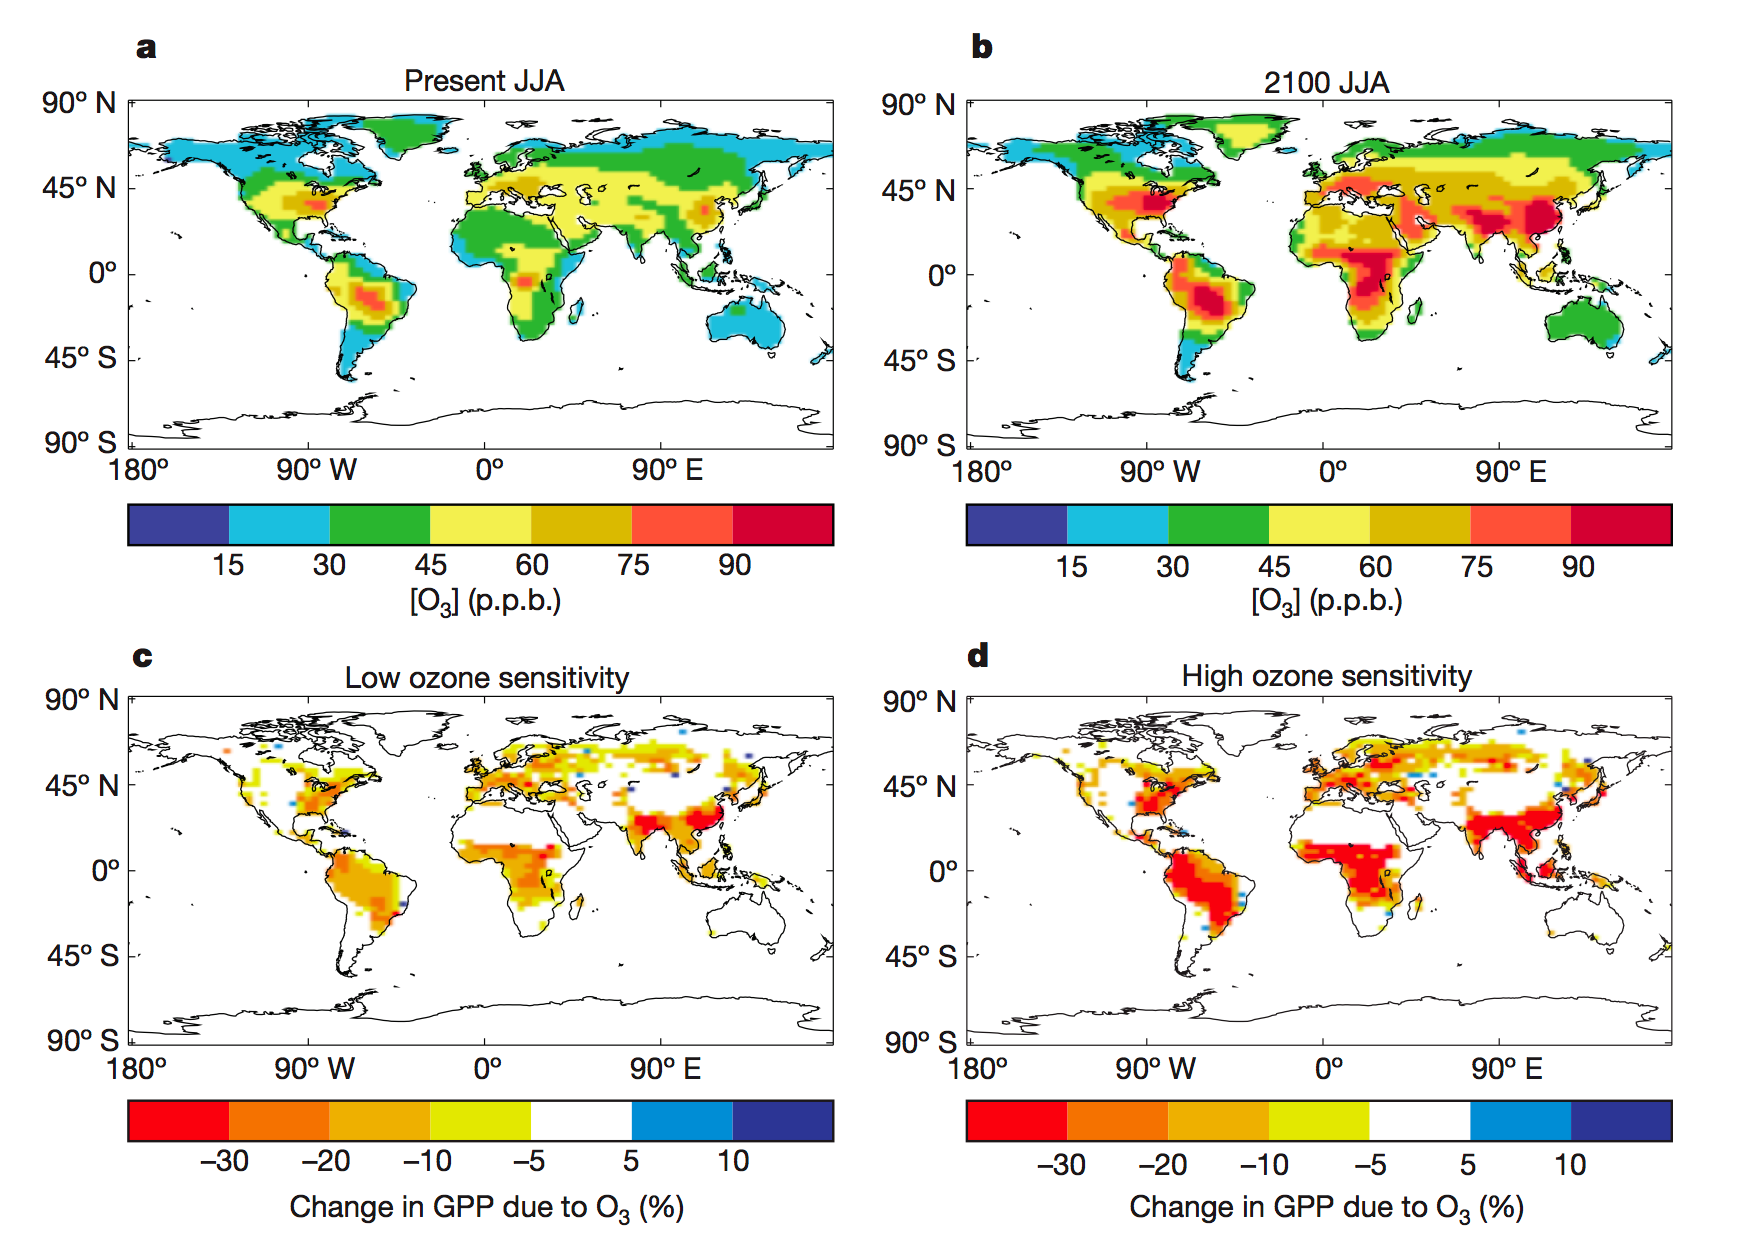 a
Present JJA
90° N
45° N
0°
45° S
90° S
180°
90° W
0°
90° E
15
30
45
60
75
90
[O3] (p.p.b.)
b
2100 JJA
90° N
45° N
0°
45° S
90° S
180°
90° W
0°
90° E
15
30
45
60
75
90
[O3] (p.p.b.)
c
Low ozone sensitivity
90° N
45° N
0°
45° S
90° S
180°
90° W
0°
90° E
–30
–20
–10
–5
5
10
Change in GPP due to O3 (%)
d
High ozone sensitivity
90° N
45° N
0°
45° S
90° S
180°
90° W
0°
90° E
–30
–20
–10
–5
5
10
Change in GPP due to O3 (%)